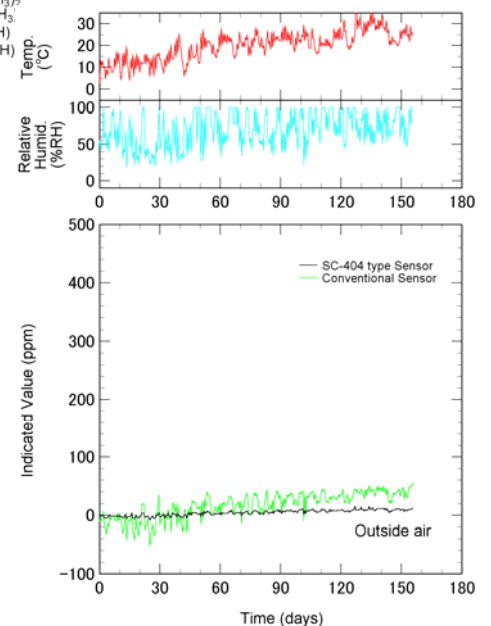 H)
H)
Temp.
(°C)
30
20
10
0
Relative
Humid.
(%RH)
100
50
0
0 30 60 90 120 150 180
Indicated Value (ppm)
500
400
300
200
100
0
-100
SC-404 type Sensor
Conventional Sensor
Outside air
0 30 60 90 120 150 180
Time (days)